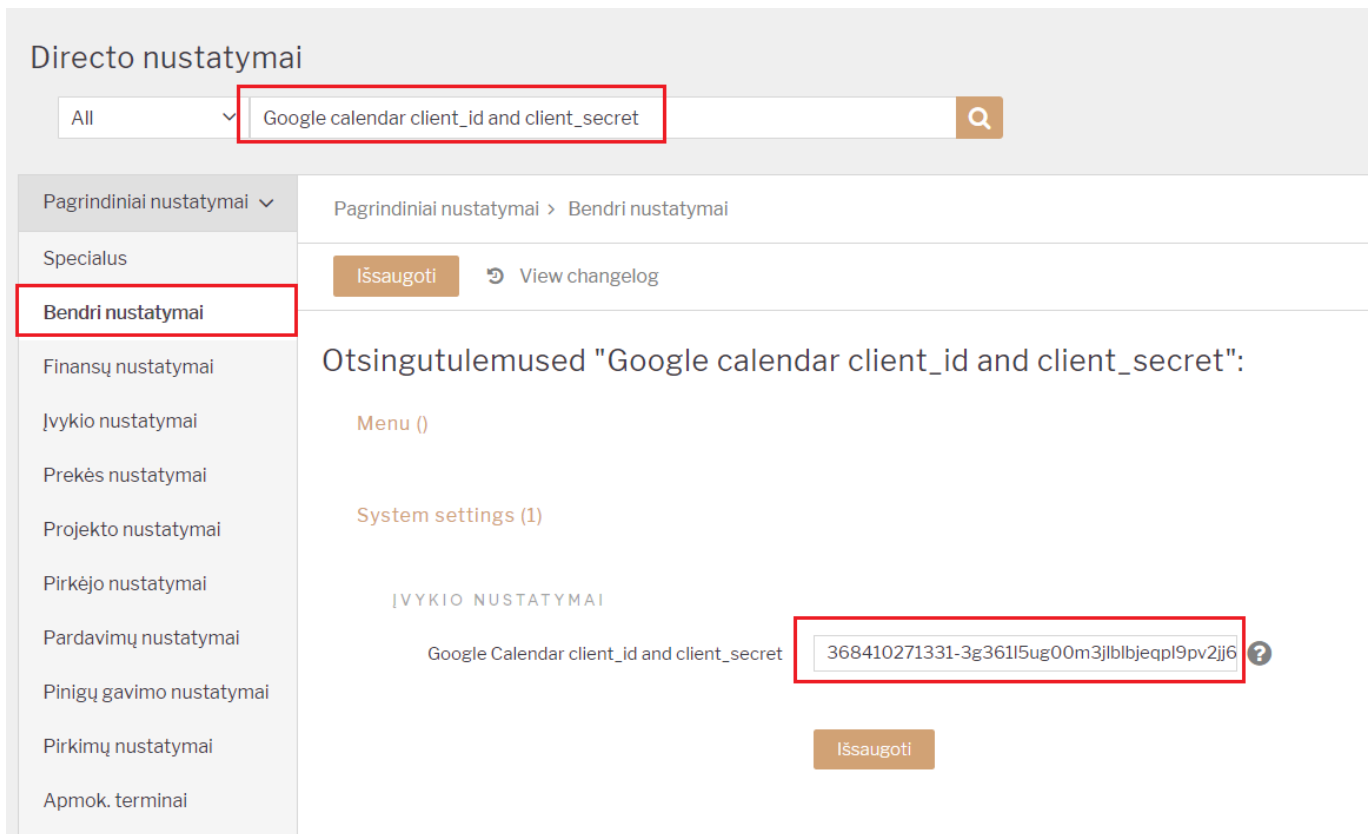 Directo nustatymai
All
Google calendar client_id and client_secret
Pagrindiniai nustatymai
Pagrindiniai nustatymai > Bendri nustatymai
Specialus
Išsaugoti
View changelog
Bendri nustatymai
Finansų nustatymai
Otsingutulemused "Google calendar client_id and client_secret":
Įvykio nustatymai
Menu ()
Prekės nustatymai
System settings (1)
Projekto nustatymai
Pirkėjo nustatymai
ĮVYKIO NUSTATYMAI
Pardavimų nustatymai
Google Calendar client_id and client_secret
?
Pinigų gavimo nustatymai
Pirkimų nustatymai
Išsaugoti
Apmok. terminai